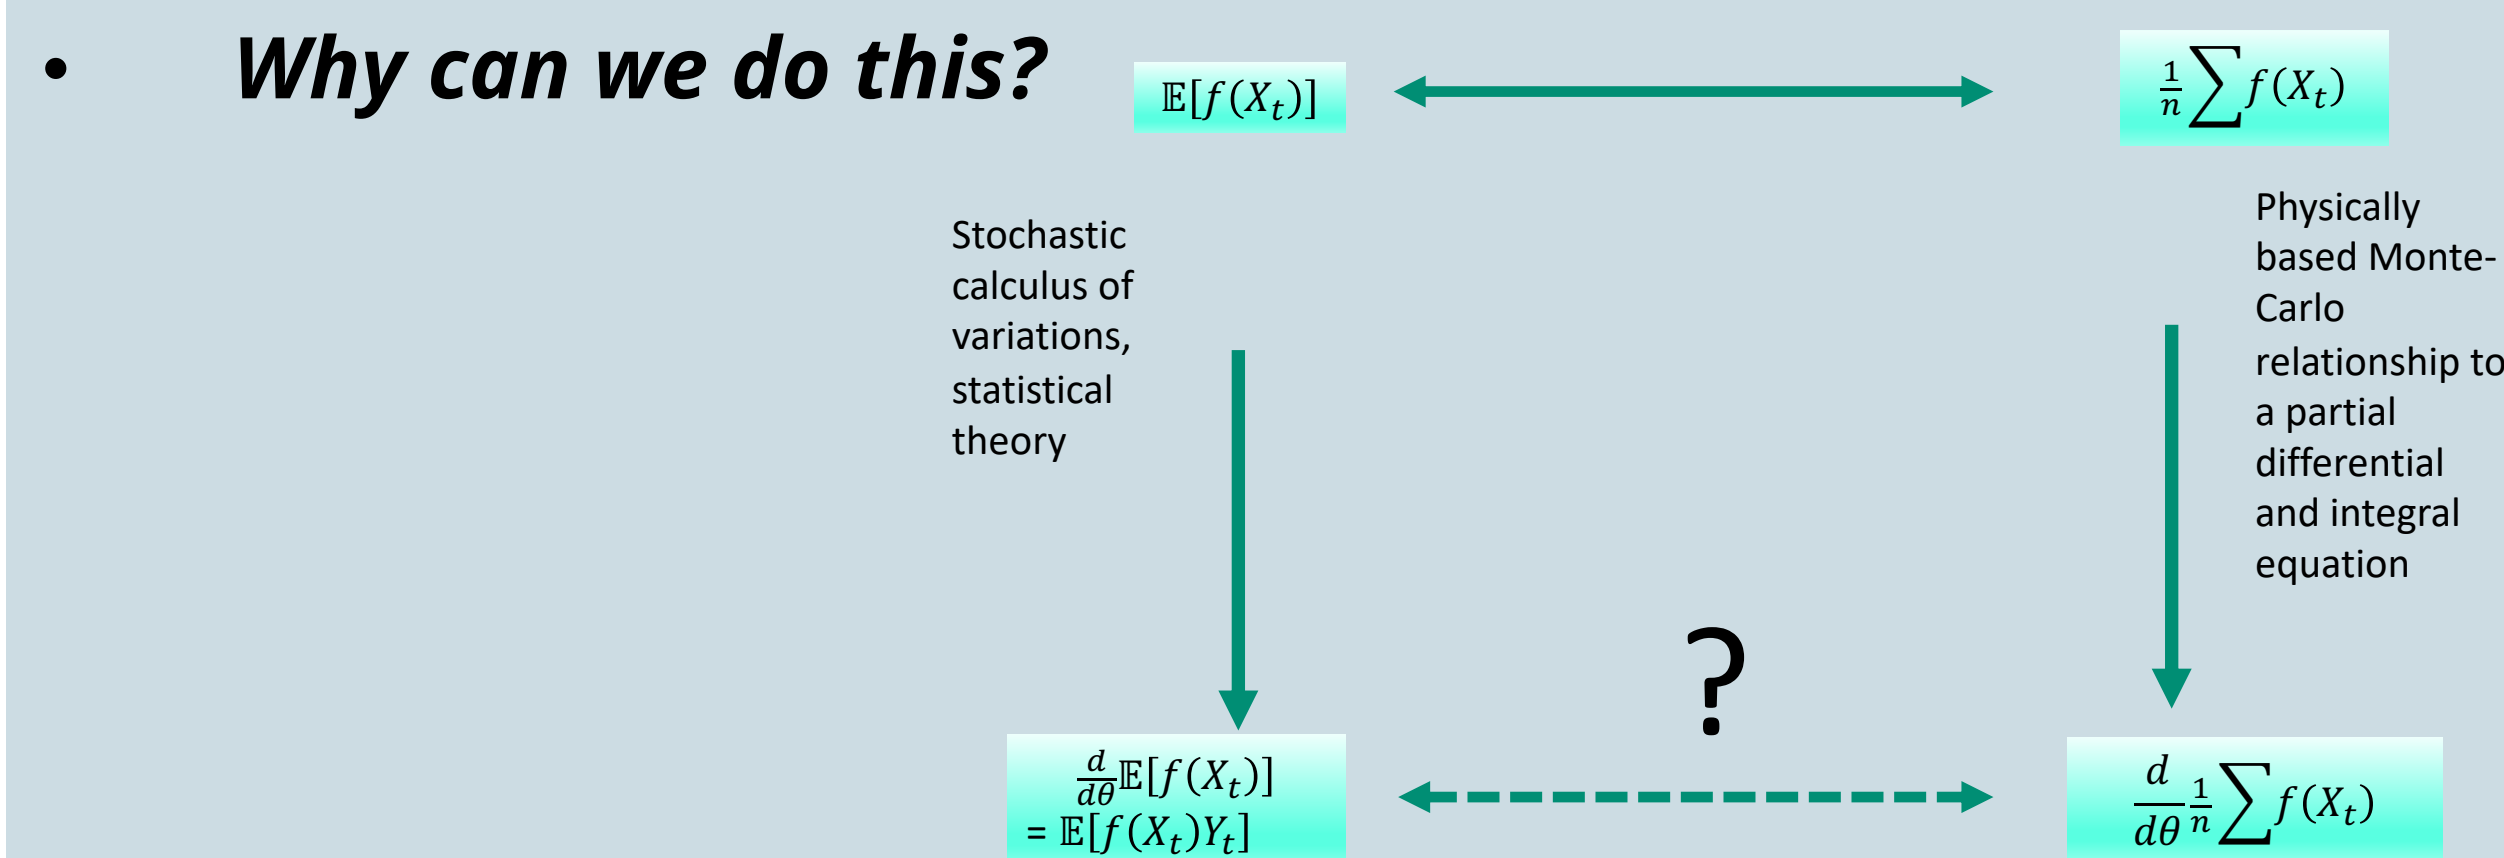 • Why can we do this?
𝔼[f(X_t)]
1/n ∑ f(X_t)
Stochastic
calculus of
variations,
statistical
theory
Physically
based Monte-
Carlo
relationship to
a partial
differential
and integral
equation
?
d/dθ 𝔼[f(X_t)]
= 𝔼[f(X_t)Y_t]
d/dθ 1/n ∑ f(X_t)